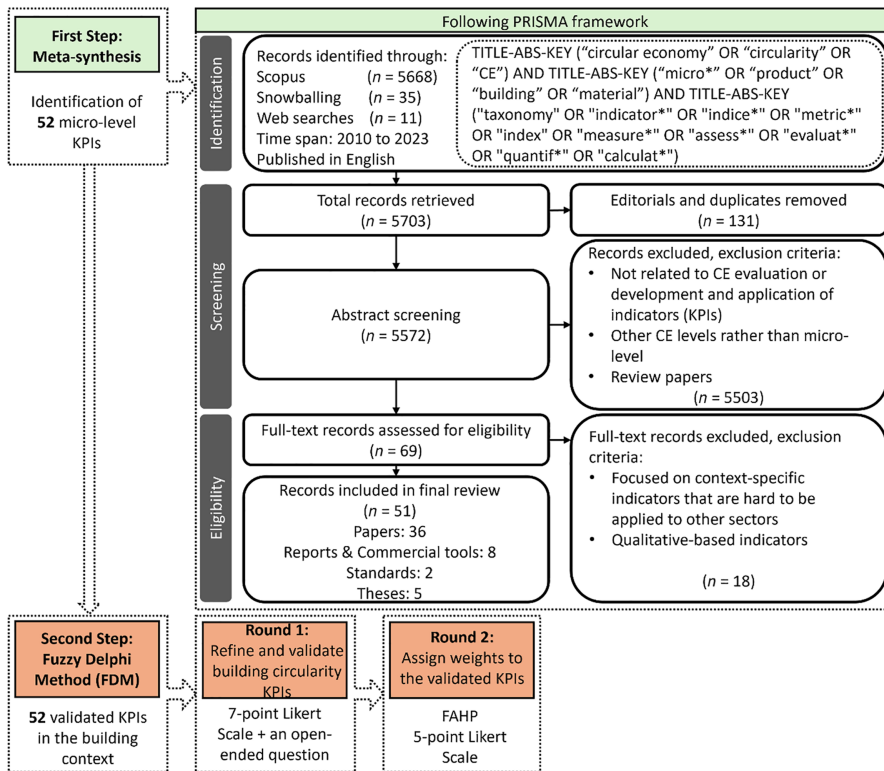 Following PRISMA framework
First Step:
Meta-synthesis
Identification of
52 micro-level
KPIs
Identification
Records identified through:
Scopus (n = 5668)
Snowballing (n = 35)
Web searches (n = 11)
Time span: 2010 to 2023
Published in English
TITLE-ABS-KEY (“circular economy” OR “circularity” OR
“CE”) AND TITLE-ABS-KEY (“micro*” OR “product” OR
“building” OR “material”) AND TITLE-ABS-KEY
("taxonomy" OR "indicator*" OR "indice*" OR "metric*"
OR "index" OR "measure*" OR "assess*" OR "evaluat*"
OR "quantif*" OR "calculat*")
Screening
Total records retrieved
(n = 5703)
Editorials and duplicates removed
(n = 131)
Abstract screening
(n = 5572)
Records excluded, exclusion criteria:
• Not related to CE evaluation or
development and application of
indicators (KPIs)
• Other CE levels rather than micro-
level
• Review papers
(n = 5503)
Eligibility
Full-text records assessed for eligibility
(n = 69)
Full-text records excluded, exclusion
criteria:
• Focused on context-specific
indicators that are hard to be
applied to other sectors
• Qualitative-based indicators
(n = 18)
Records included in final review
(n = 51)
Papers: 36
Reports & Commercial tools: 8
Standards: 2
Theses: 5
Second Step:
Fuzzy Delphi
Method (FDM)
52 validated KPIs
in the building
context
Round 1:
Refine and validate
building circularity
KPIs
7-point Likert
Scale + an open-
ended question
Round 2:
Assign weights to
the validated KPIs
FAHP
5-point Likert
Scale